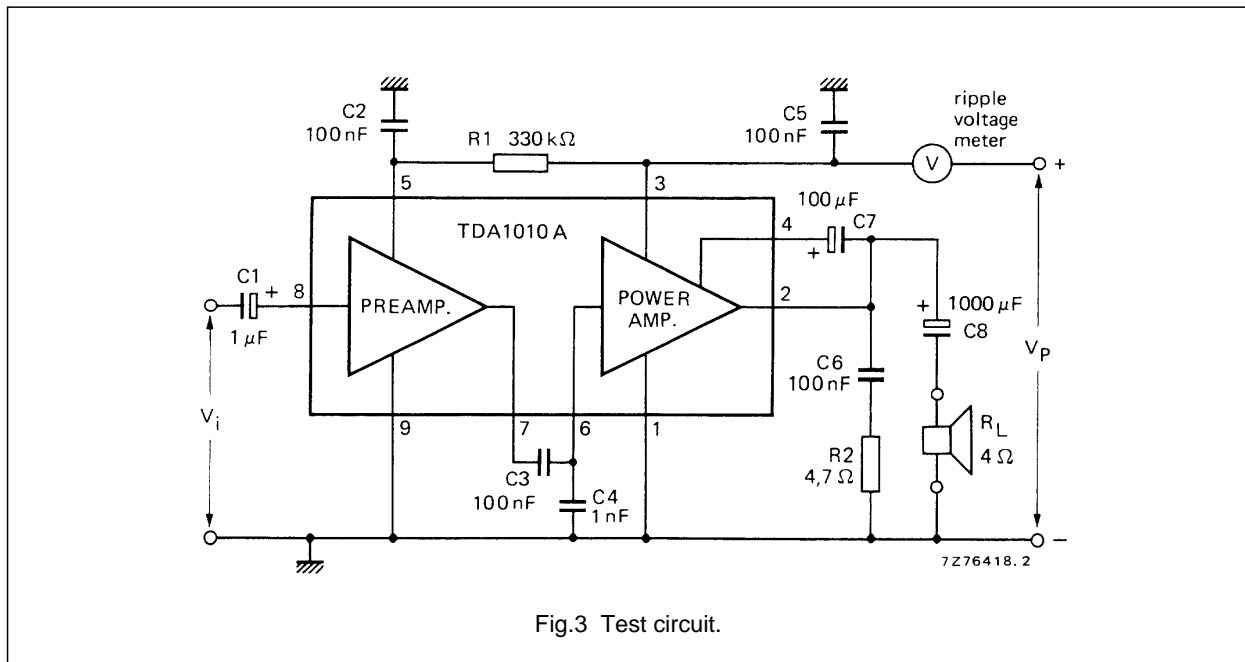 C2
100 nF
R1 330 kΩ
C5
100 nF
ripple
voltage
meter
V
+
5
3
100 μF
C7
+
4
TDA1010 A
C1
+
1 μF
8
PREAMP.
POWER
AMP.
2
+
1000 μF
C8
V_P
C6
100 nF
V_i
9
7
6
1
C3
100 nF
C4
1 nF
R2
4,7 Ω
R_L
4 Ω
−
7Z76418.2
Fig.3 Test circuit.